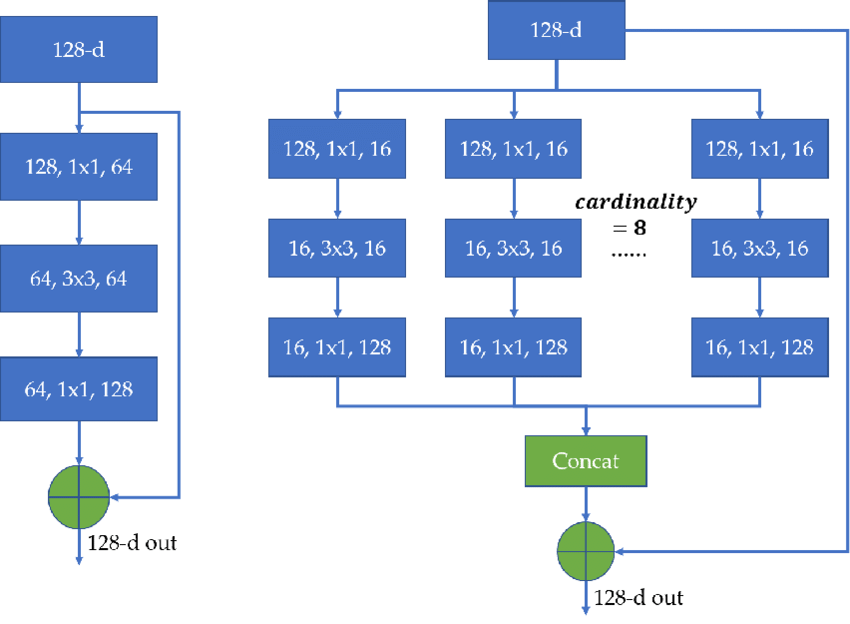 128-d
128, 1x1, 64
64, 3x3, 64
64, 1x1, 128
128-d out
128-d
128, 1x1, 16
128, 1x1, 16
128, 1x1, 16
cardinality
= 8
......
16, 3x3, 16
16, 3x3, 16
16, 3x3, 16
16, 1x1, 128
16, 1x1, 128
16, 1x1, 128
Concat
128-d out